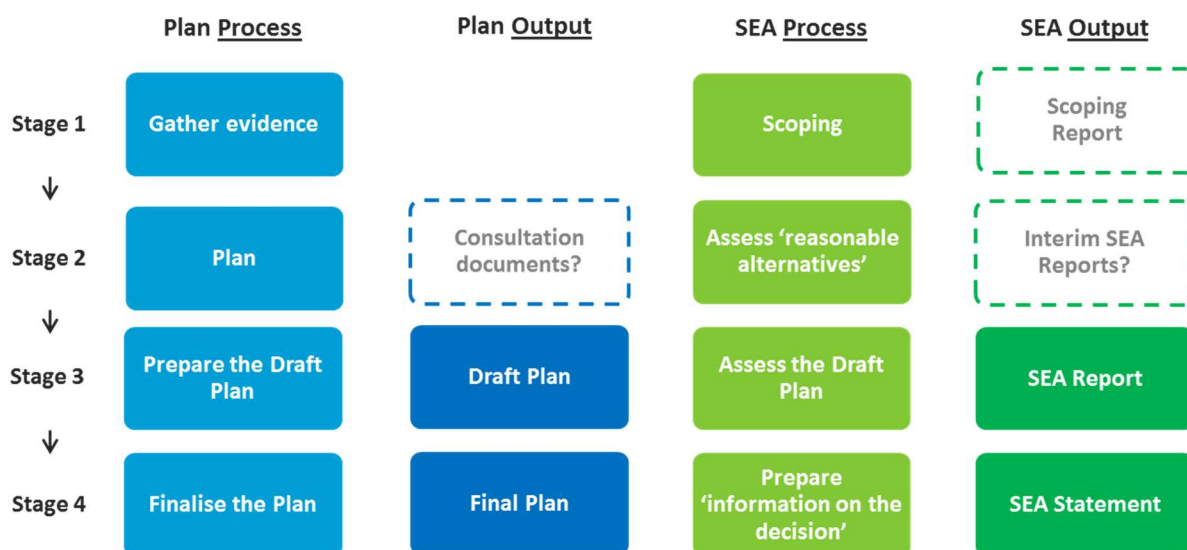 Plan Process
Plan Output
SEA Process
SEA Output
Stage 1
Gather evidence
Scoping
Scoping
Report
Stage 2
Plan
Consultation
documents?
Assess ‘reasonable
alternatives’
Interim SEA
Reports?
Stage 3
Prepare the Draft
Plan
Draft Plan
Assess the Draft
Plan
SEA Report
Stage 4
Finalise the Plan
Final Plan
Prepare
‘information on the
decision’
SEA Statement